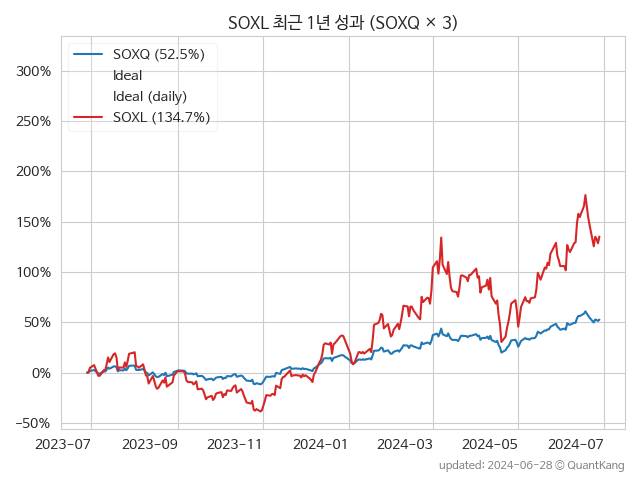 SOXL 최근 1년 성과 (SOXQ × 3)
SOXQ (52.5%)
Ideal
Ideal (daily)
SOXL (134.7%)
300%
250%
200%
150%
100%
50%
0%
−50%
2023-07 2023-09 2023-11 2024-01 2024-03 2024-05 2024-07
updated: 2024-06-28 © QuantKang